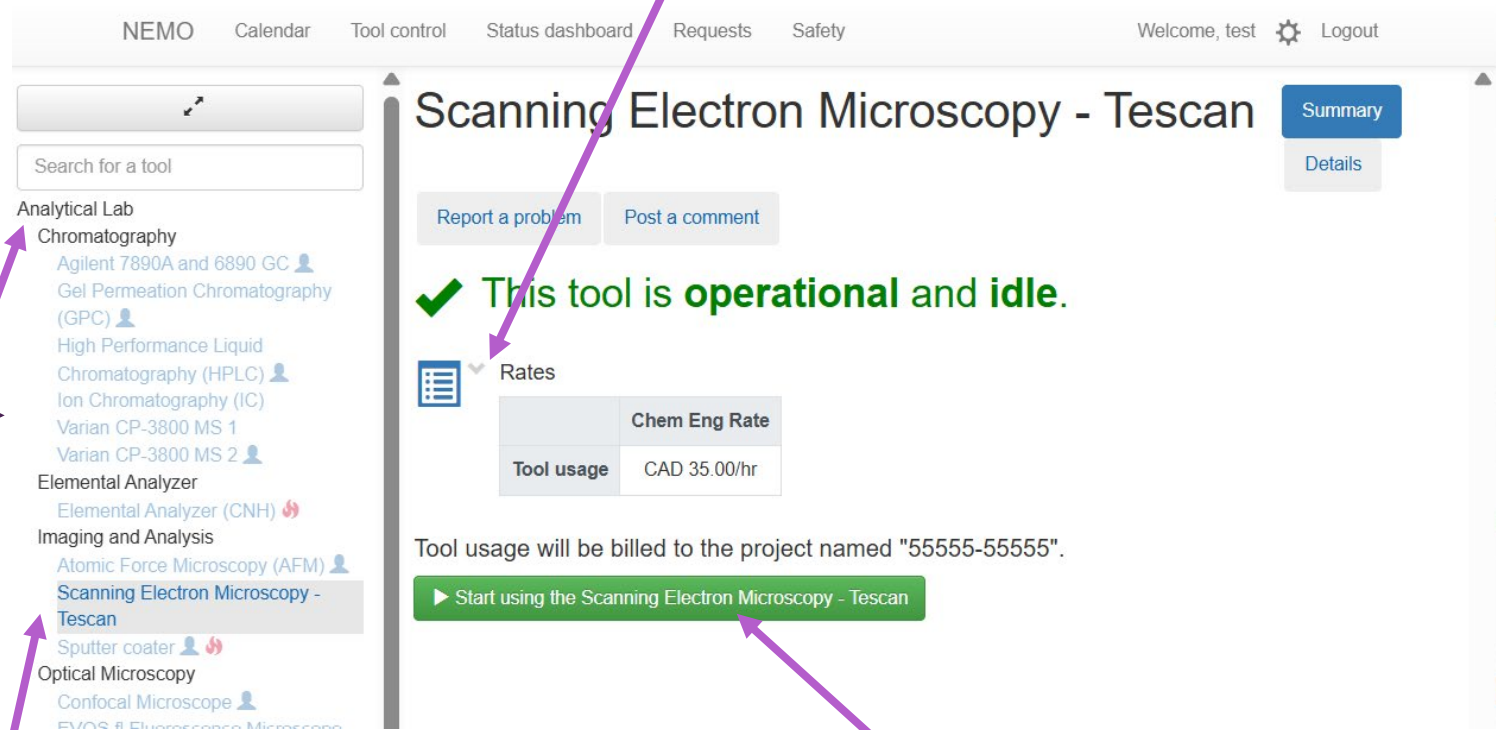 NEMO Calendar Tool control Status dashboard Requests Safety Welcome, test Logout
Search for a tool
Analytical Lab
Chromatography
Agilent 7890A and 6890 GC
Gel Permeation Chromatography
(GPC)
High Performance Liquid
Chromatography (HPLC)
Ion Chromatography (IC)
Varian CP-3800 MS 1
Varian CP-3800 MS 2
Elemental Analyzer
Elemental Analyzer (CNH)
Imaging and Analysis
Atomic Force Microscopy (AFM)
Scanning Electron Microscopy -
Tescan
Sputter coater
Optical Microscopy
Confocal Microscope
EVOS fl Fluorescence Microscope
Scanning Electron Microscopy - Tescan
Summary
Details
Report a problem Post a comment
This tool is operational and idle.
Rates
Chem Eng Rate
Tool usage CAD 35.00/hr
Tool usage will be billed to the project named "55555-55555".
Start using the Scanning Electron Microscopy - Tescan